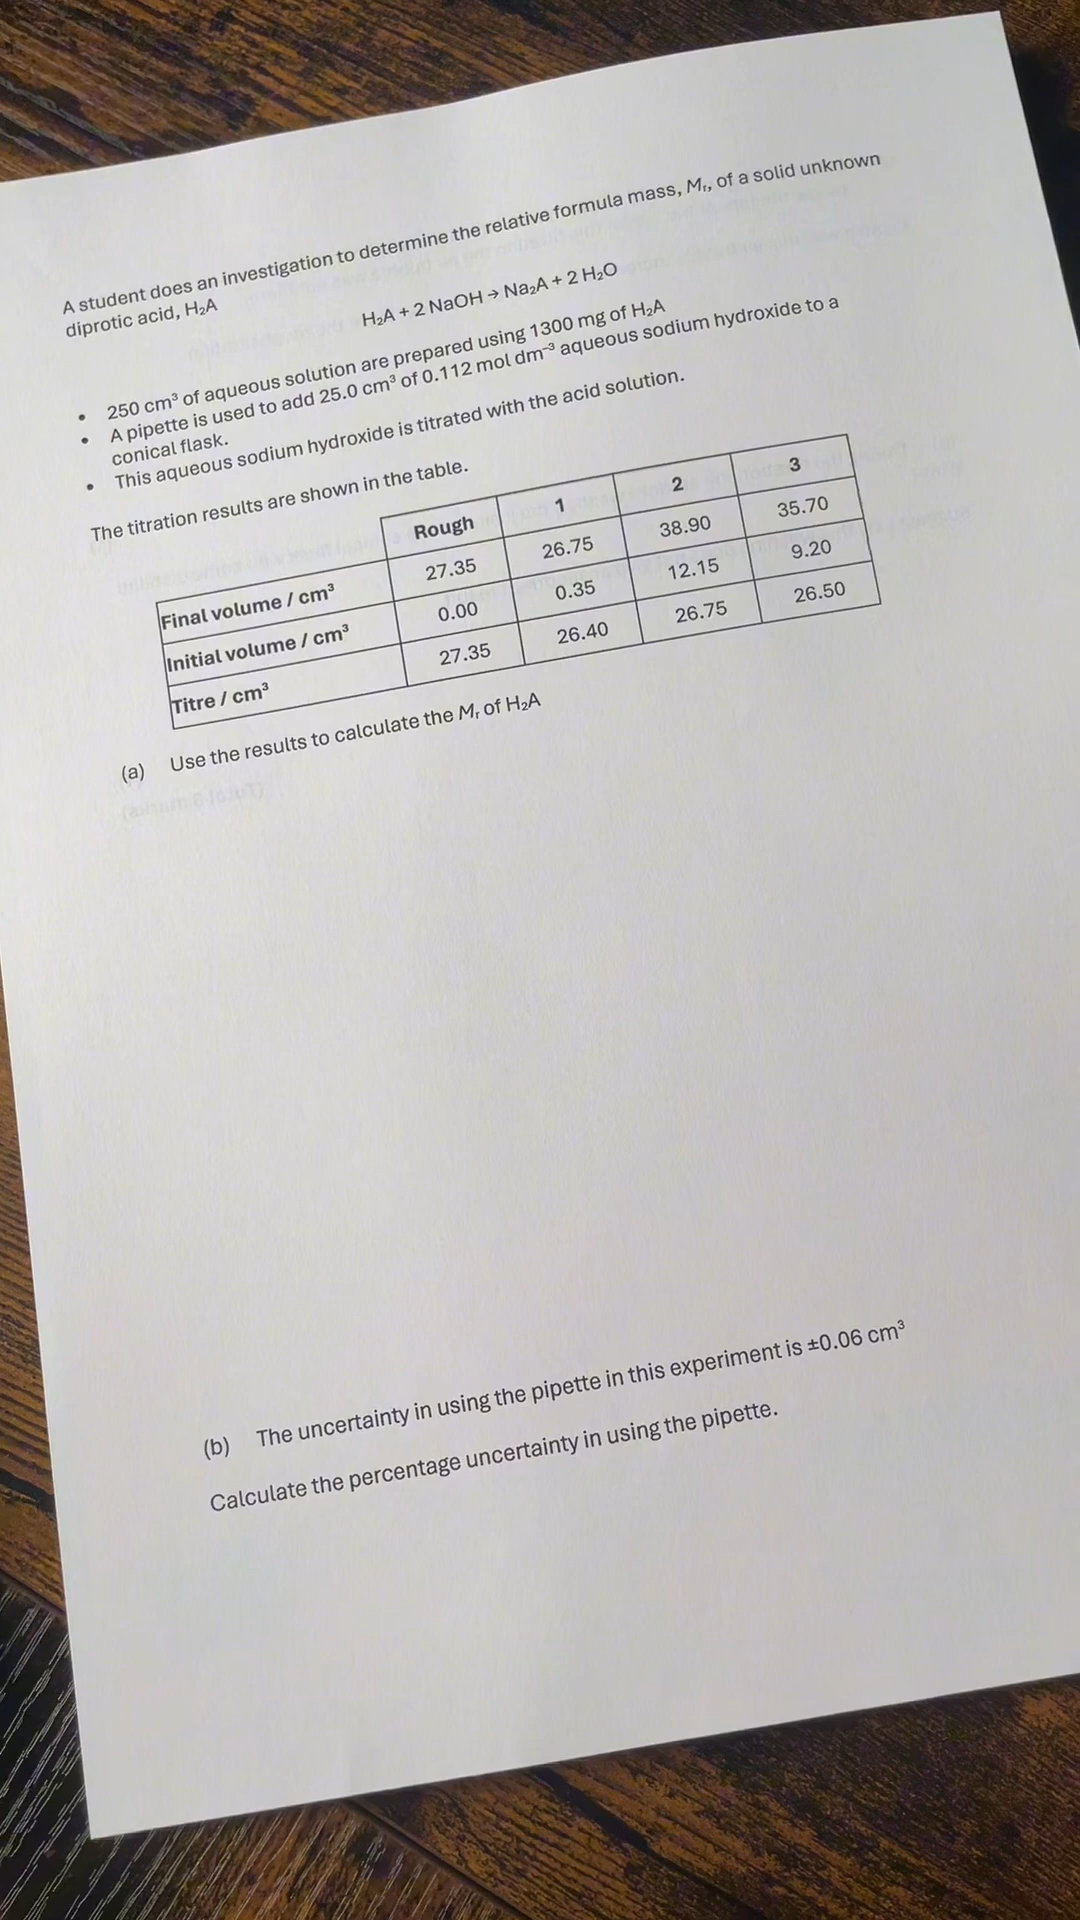 A student does an investigation to determine the relative formula mass, Mᵣ, of a solid unknown
diprotic acid, H₂A
H₂A + 2 NaOH → Na₂A + 2 H₂O
• 250 cm³ of aqueous solution are prepared using 1300 mg of H₂A
• A pipette is used to add 25.0 cm³ of 0.112 mol dm⁻³ aqueous sodium hydroxide to a
conical flask.
• This aqueous sodium hydroxide is titrated with the acid solution.
The titration results are shown in the table.
Rough 1 2 3
Final volume / cm³ 27.35 26.75 38.90 35.70
Initial volume / cm³ 0.00 0.35 12.15 9.20
Titre / cm³ 27.35 26.40 26.75 26.50
(a) Use the results to calculate the Mᵣ of H₂A
(b) The uncertainty in using the pipette in this experiment is ±0.06 cm³
Calculate the percentage uncertainty in using the pipette.